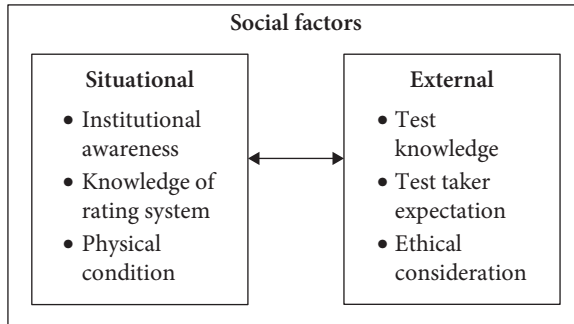 Social factors
Situational
• Institutional
awareness
• Knowledge of
rating system
• Physical
condition
External
• Test
knowledge
• Test taker
expectation
• Ethical
consideration